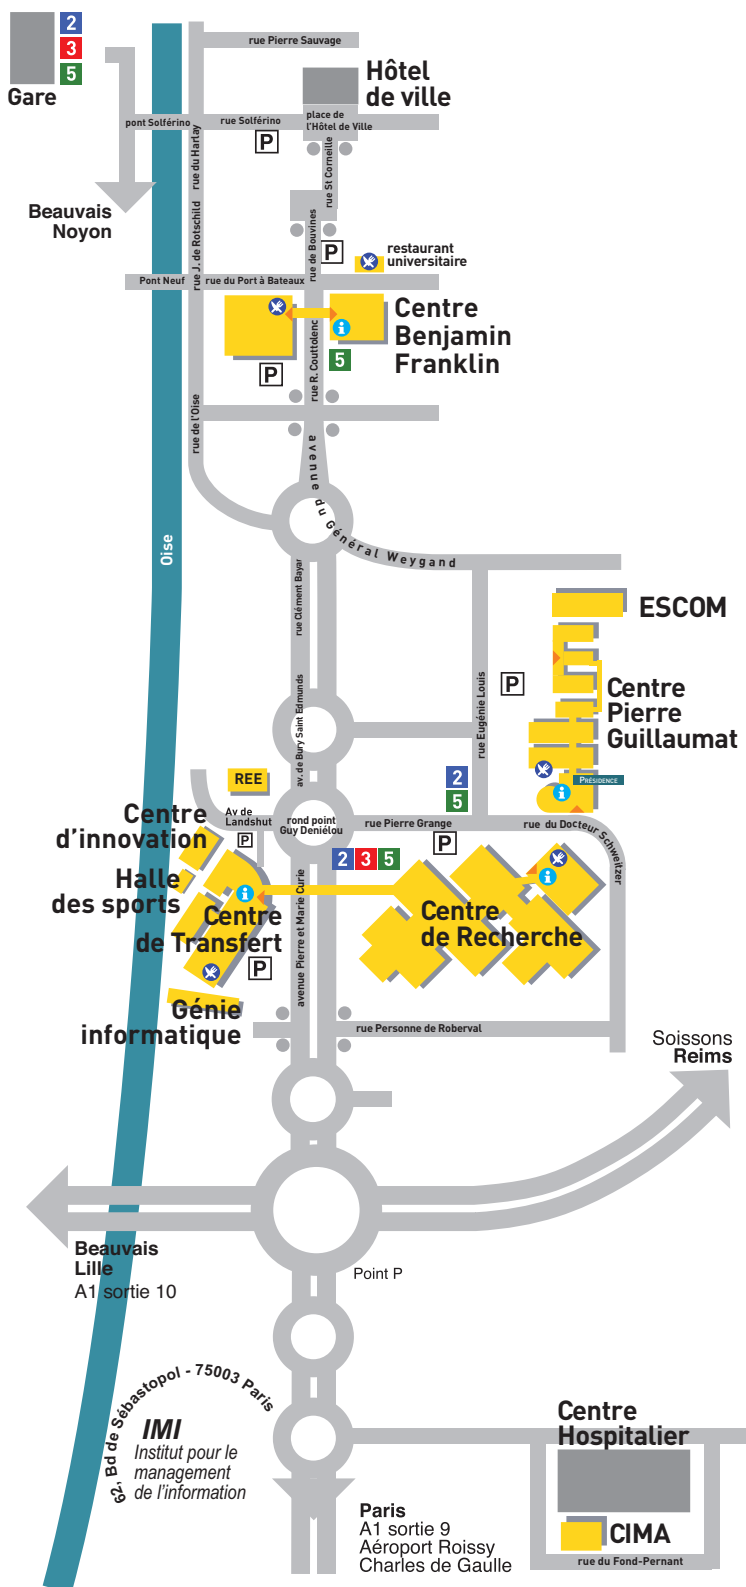 2
3
5
Gare
rue Pierre Sauvage
Hôtel
de ville
pont Solférino
rue Solférino
place de
l'Hôtel de Ville
P
rue du Harlay
rue St Corneille
Beauvais
Noyon
rue J. de Rotschild
rue de Bouvines
P
restaurant
universitaire
Pont Neuf
rue du Port à Bateaux
Centre
Benjamin
Franklin
i
5
P
rue R. Couttolenc
rue de l'Oise
avenue du Général Weygand
Oise
rue Clément Bayar
ESCOM
rue Eugénie Louis
P
Centre
Pierre
Guillaumat
av. de Bury Saint Edmunds
REE
2
5
PRÉSIDENCE
i
Centre
d'innovation
Av de
Landshut
P
rond point
Guy Deniélou
rue Pierre Grange
rue du Docteur Schweitzer
P
2
3
5
Halle
des sports
i
i
Centre
de Transfert
Centre
de Recherche
P
avenue Pierre et Marie Curie
Génie
informatique
rue Personne de Roberval
Soissons
Reims
Beauvais
Lille
A1 sortie 10
Point P
62, Bd de Sébastopol - 75003 Paris
IMI
Institut pour le
management
de l'information
Centre
Hospitalier
Paris
A1 sortie 9
Aéroport Roissy
Charles de Gaulle
CIMA
rue du Fond-Pernant